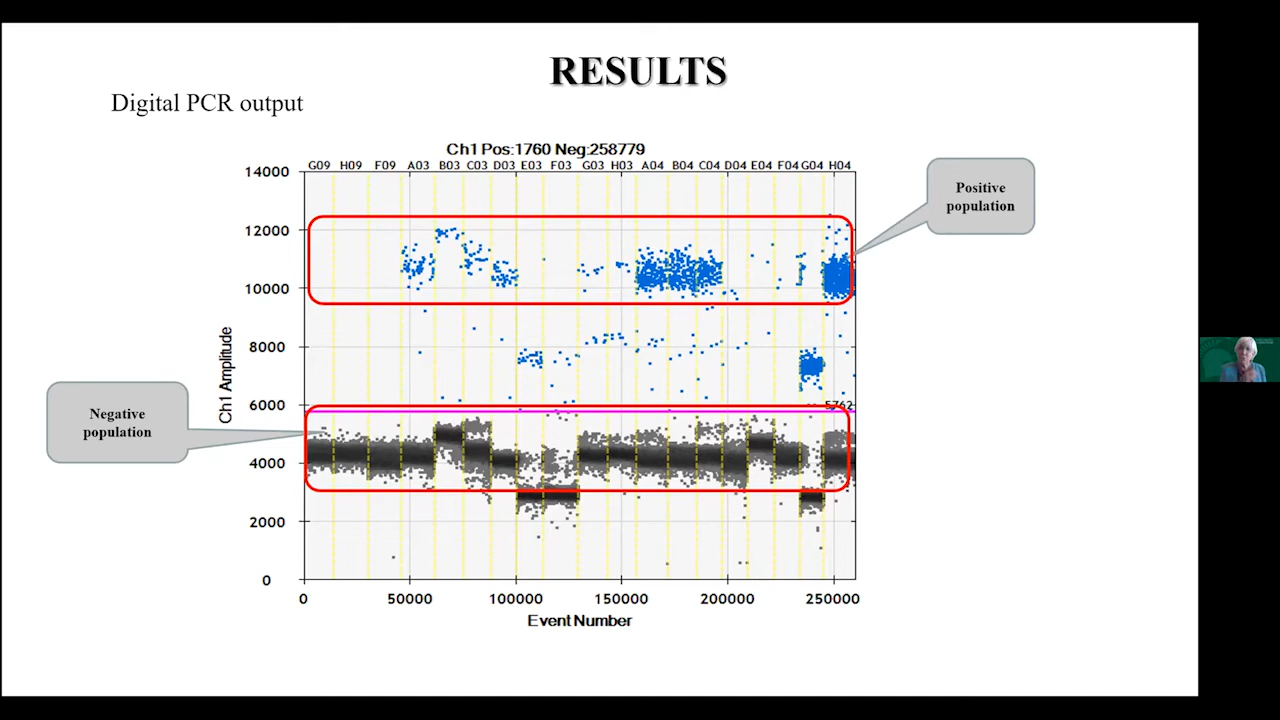 RESULTS
Digital PCR output
Ch1 Pos:1760 Neg:258779
G09 H09 F09 A03 B03 C03 D03 E03 F03 G03 H03 A04 B04 C04 D04 E04 F04 G04 H04
14000
12000
10000
8000
6000
4000
2000
0
Ch1 Amplitude
5762
0 50000 100000 150000 200000 250000
Event Number
Positive
population
Negative
population